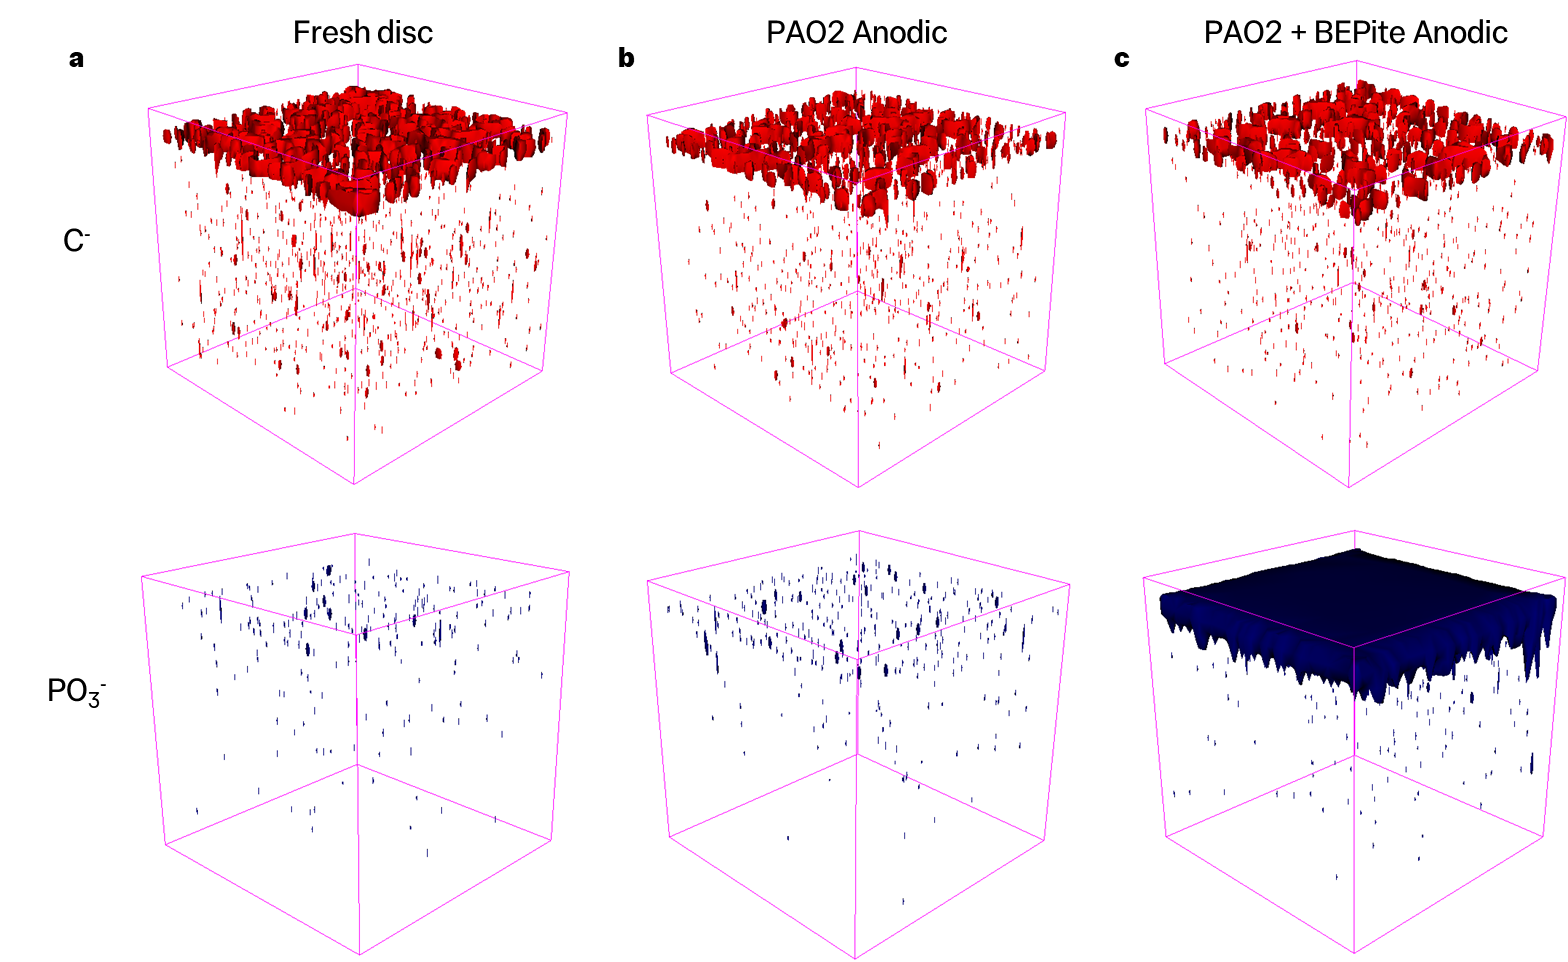 Fresh disc
PAO2 Anodic
PAO2 + BEPite Anodic
a
b
c
C⁻
PO₃⁻